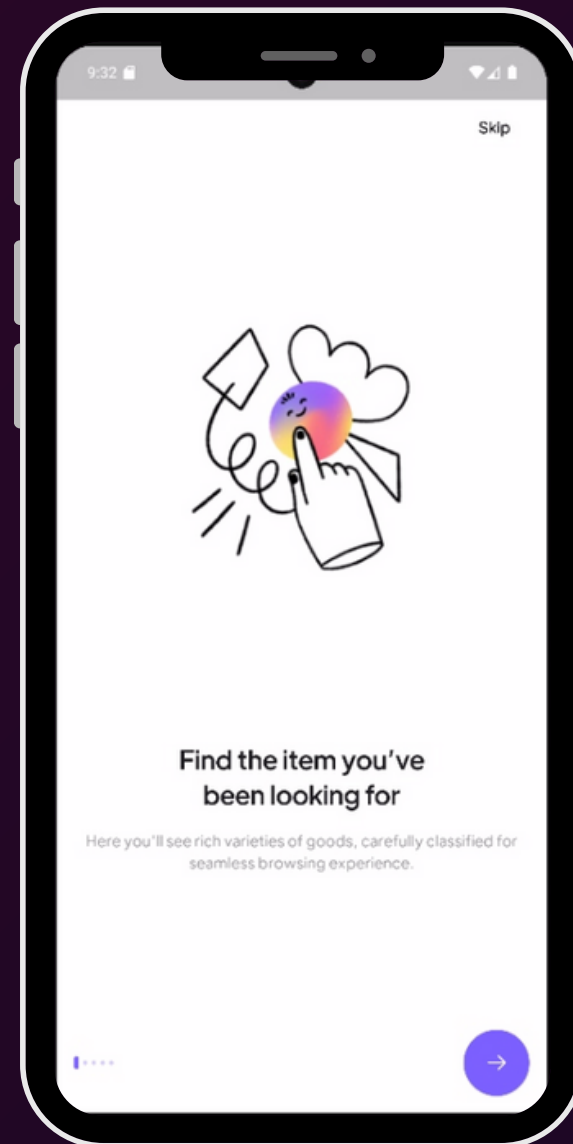 9:32
Skip
Find the item you've
been looking for
Here you'll see rich varieties of goods, carefully classified for
seamless browsing experience.